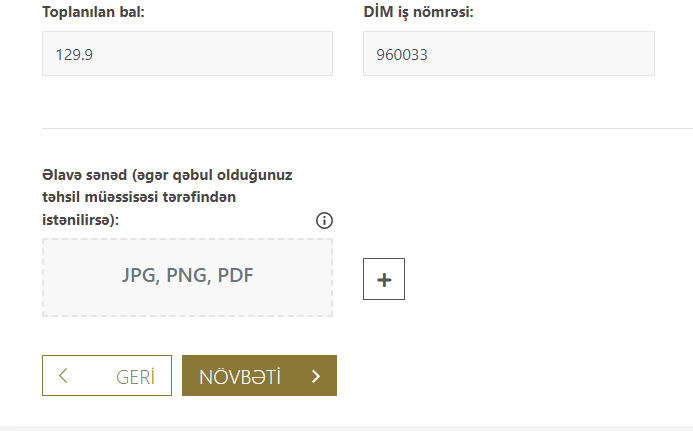 Toplanılan bal:
DİM iş nömrəsi:
129.9
960033
Əlavə sənəd (əgər qəbul olduğunuz
təhsil müəssisəsi tərəfindən
istənilirsə):
JPG, PNG, PDF
GERİ
NÖVBƏTİ